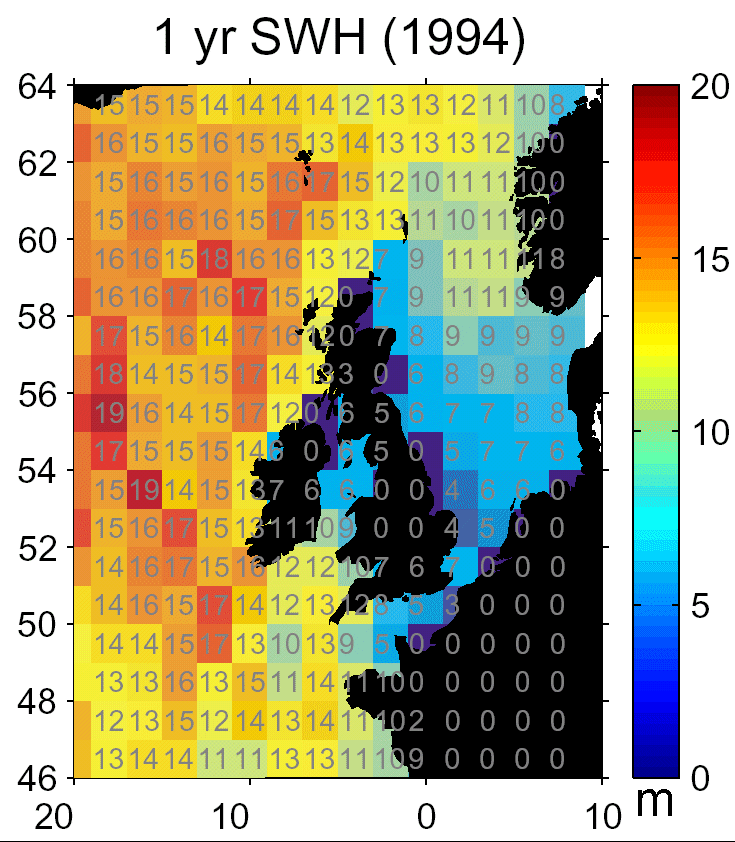 1 yr SWH (1994)
64 20
15 15 15 14 14 14 14 12 13 13 12 11 10 8
16 15 15 16 15 15 13 14 13 13 13 12 10 0
62
15 16 15 16 15 16 17 15 12 10 11 11 10 0
15 16 16 16 15 17 15 13 13 11 10 11 10 0
60
16 16 15 18 16 16 13 12 7 9 11 11 11 8
15
16 16 17 16 17 15 12 0 7 9 11 11 9 9
58
17 15 16 14 17 16 12 0 7 8 9 9 9 9
18 14 15 15 17 14 13 3 0 6 8 9 8 8
56
19 16 14 15 17 12 0 6 5 6 7 7 8 8
10
17 15 15 15 14 6 0 6 5 0 5 7 7 6
54
15 19 14 15 13 7 6 6 0 0 4 6 6 0
15 16 17 15 13 11 10 9 0 0 4 5 0 0
52
14 16 17 15 16 12 12 10 7 6 7 0 0 0
14 16 15 17 14 12 13 12 8 5 3 0 0 0
5
50
14 14 15 17 13 10 13 9 5 0 0 0 0 0
13 13 16 13 15 11 14 11 10 0 0 0 0 0
48
12 13 15 12 14 13 14 11 10 2 0 0 0 0
13 14 14 11 11 13 13 11 10 9 0 0 0 0
46 0
m
20 10 0 10